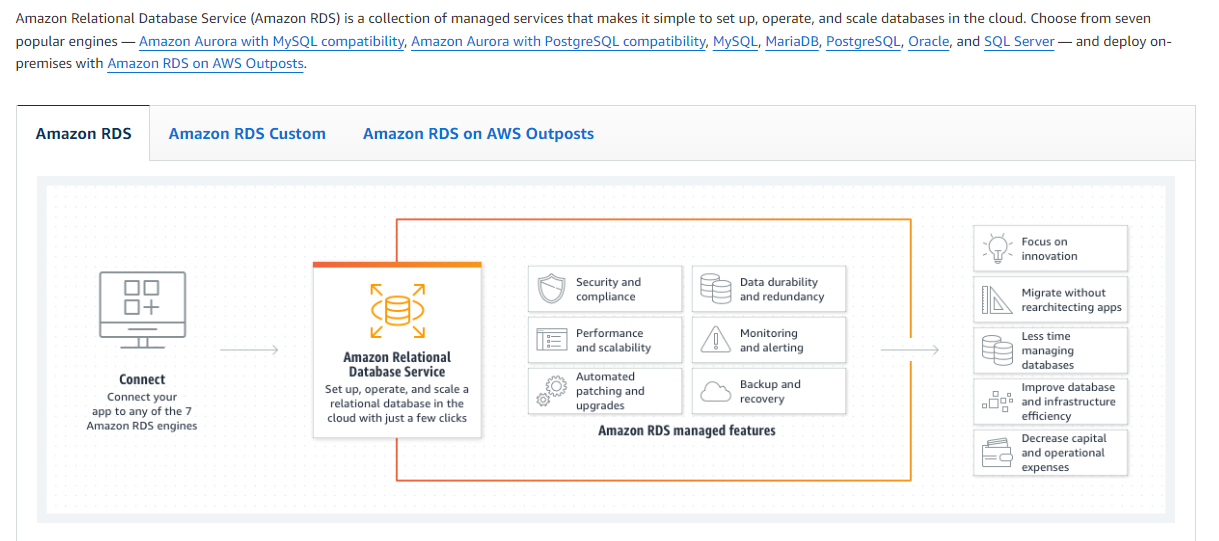 Amazon Relational Database Service (Amazon RDS) is a collection of managed services that makes it simple to set up, operate, and scale databases in the cloud. Choose from seven
popular engines — Amazon Aurora with MySQL compatibility, Amazon Aurora with PostgreSQL compatibility, MySQL, MariaDB, PostgreSQL, Oracle, and SQL Server — and deploy on-
premises with Amazon RDS on AWS Outposts.
Amazon RDS
Amazon RDS Custom
Amazon RDS on AWS Outposts
Connect
Connect your
app to any of the 7
Amazon RDS engines
Amazon Relational
Database Service
Set up, operate, and scale a
relational database in the
cloud with just a few clicks
Security and
compliance
Data durability
and redundancy
Performance
and scalability
Monitoring
and alerting
Automated
patching and
upgrades
Backup and
recovery
Amazon RDS managed features
Focus on
innovation
Migrate without
rearchitecting apps
Less time
managing
databases
Improve database
and infrastructure
efficiency
Decrease capital
and operational
expenses